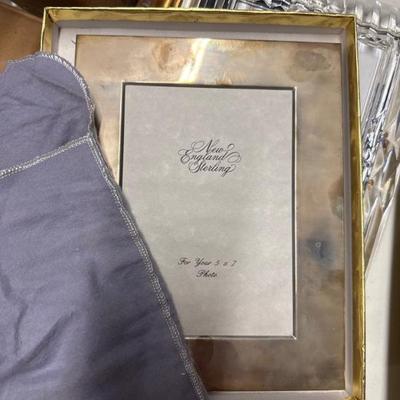 New
England
Sterling
For Your 5 x 7
Photo